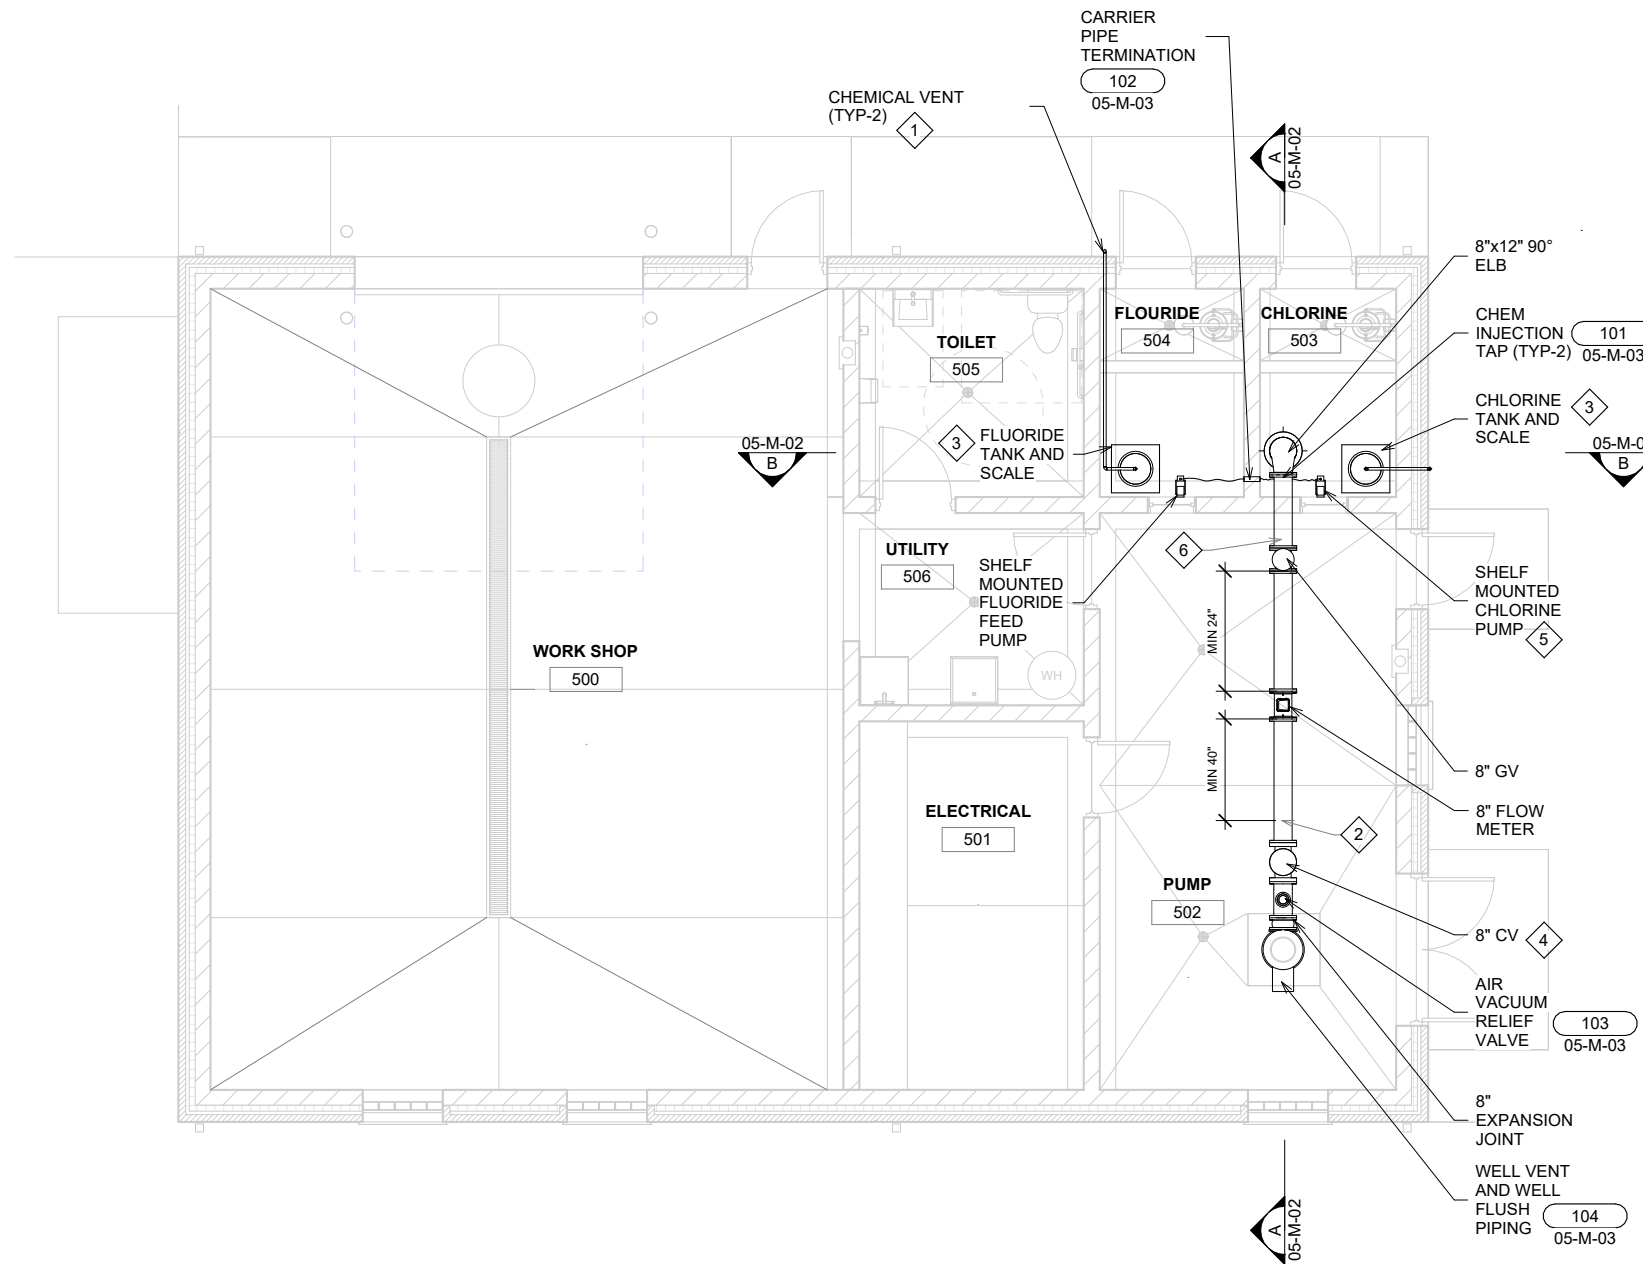 CARRIER
PIPE
TERMINATION
102
05-M-03
CHEMICAL VENT
(TYP-2)
1
A
05-M-02
8"x12" 90°
ELB
CHEM
INJECTION
TAP (TYP-2)
101
05-M-03
CHLORINE
TANK AND
SCALE
3
FLOURIDE
504
CHLORINE
503
TOILET
505
3
FLUORIDE
TANK AND
SCALE
05-M-02
B
05-M-0
B
6
UTILITY
506
SHELF
MOUNTED
FLUORIDE
FEED
PUMP
WH
SHELF
MOUNTED
CHLORINE
PUMP
5
MIN 24"
WORK SHOP
500
MIN 40"
8" GV
8" FLOW
METER
ELECTRICAL
501
2
PUMP
502
8" CV
4
AIR
VACUUM
RELIEF
VALVE
103
05-M-03
8"
EXPANSION
JOINT
WELL VENT
AND WELL
FLUSH
PIPING
104
05-M-03
A
05-M-02